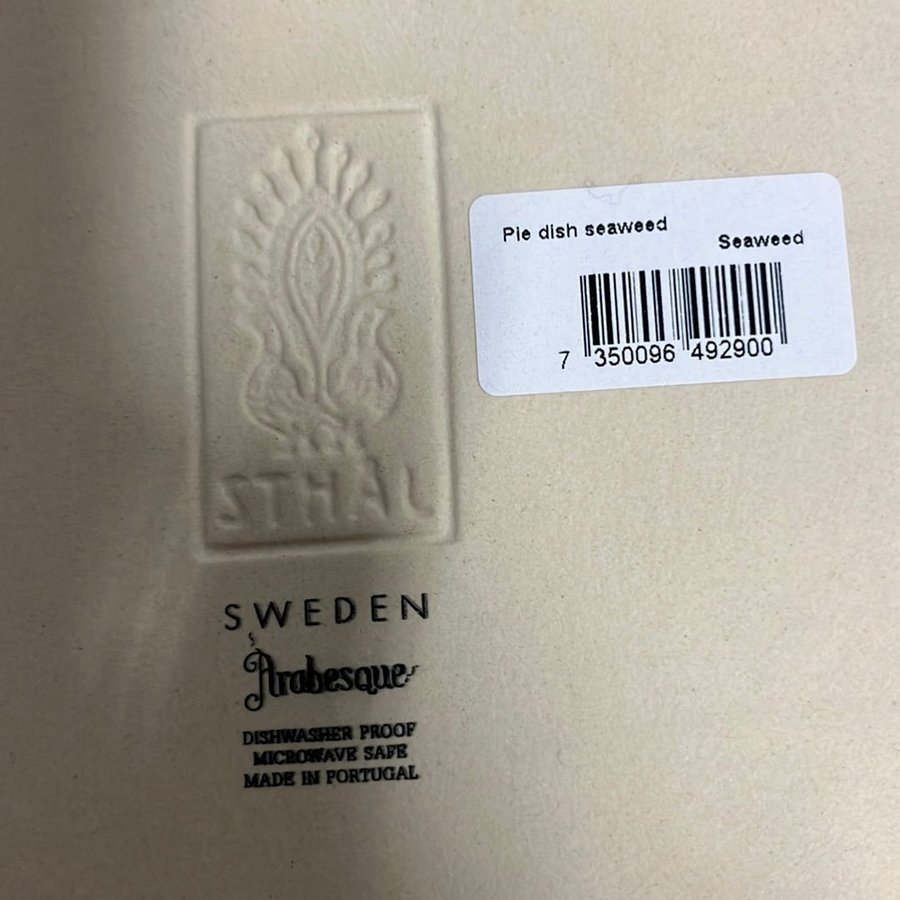 STHÅL
SWEDEN
Arabesque
DISHWASHER PROOF
MICROWAVE SAFE
MADE IN PORTUGAL
Pie dish seaweed
Seaweed
7 350096 492900